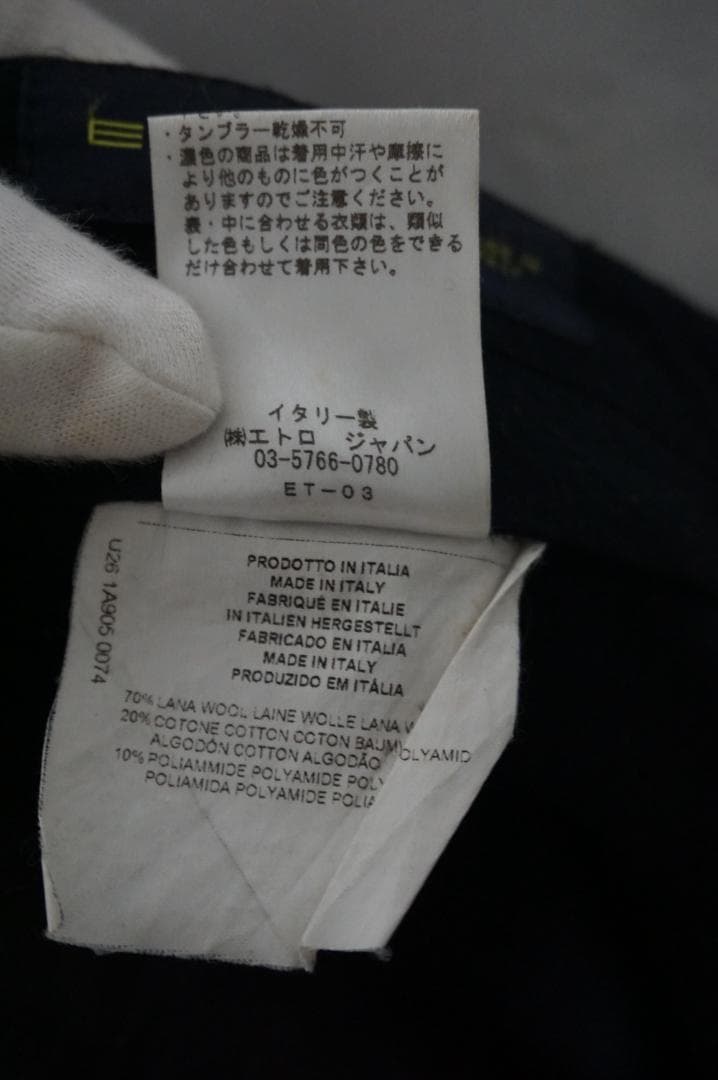 ・タンブラー乾燥不可
・濃色の商品は着用中汗や摩擦に
より他のものに色がつくことが
ありますのでご注意ください。
表・中に合わせる衣類は、類似
した色もしくは同色の色をできる
だけ合わせて着用下さい。
イタリー製
㈱エトロ ジャパン
03-5766-0780
ET-03
U26 1A905 0074
PRODOTTO IN ITALIA
MADE IN ITALY
FABRIQUÉ EN ITALIE
IN ITALIEN HERGESTELLT
FABRICADO EN ITALIA
MADE IN ITALY
PRODUZIDO EM ITÁLIA
70% LANA WOOL LAINE WOLLE LANA
20% COTONE COTTON COTON BAUM
ALGODÓN COTTON ALGODÃO OLYAMID
10% POLIAMMIDE POLYAMIDE POLY
POLIAMIDA POLYAMIDE POLIA